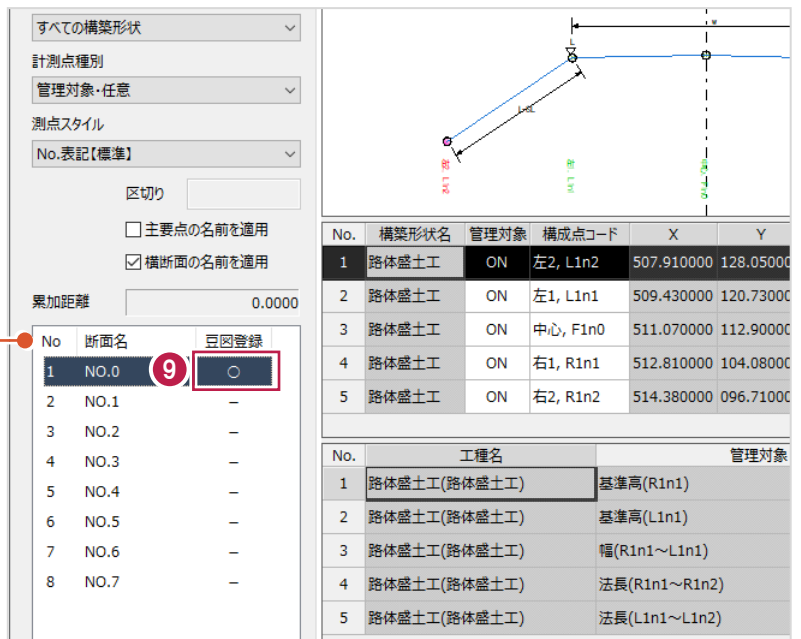 すべての構築形状
計測点種別
管理対象・任意
測点スタイル
No.表記【標準】
区切り
主要点の名前を適用
横断面の名前を適用
累加距離 0.0000
No 断面名 豆図登録
1 NO.0 ○
9
2 NO.1 –
3 NO.2 –
4 NO.3 –
5 NO.4 –
6 NO.5 –
7 NO.6 –
8 NO.7 –
w
L
左2, L1n2
左1, L1n1
中心, F1n0
No. 構築形状名 管理対象 構成点コード X Y
1 路体盛土工 ON 左2, L1n2 507.910000 128.05000
2 路体盛土工 ON 左1, L1n1 509.430000 120.73000
3 路体盛土工 ON 中心, F1n0 511.070000 112.90000
4 路体盛土工 ON 右1, R1n1 512.810000 104.08000
5 路体盛土工 ON 右2, R1n2 514.380000 096.71000
No. 工種名 管理対象
1 路体盛土工(路体盛土工) 基準高(R1n1)
2 路体盛土工(路体盛土工) 基準高(L1n1)
3 路体盛土工(路体盛土工) 幅(R1n1～L1n1)
4 路体盛土工(路体盛土工) 法長(R1n1～R1n2)
5 路体盛土工(路体盛土工) 法長(L1n1～L1n2)